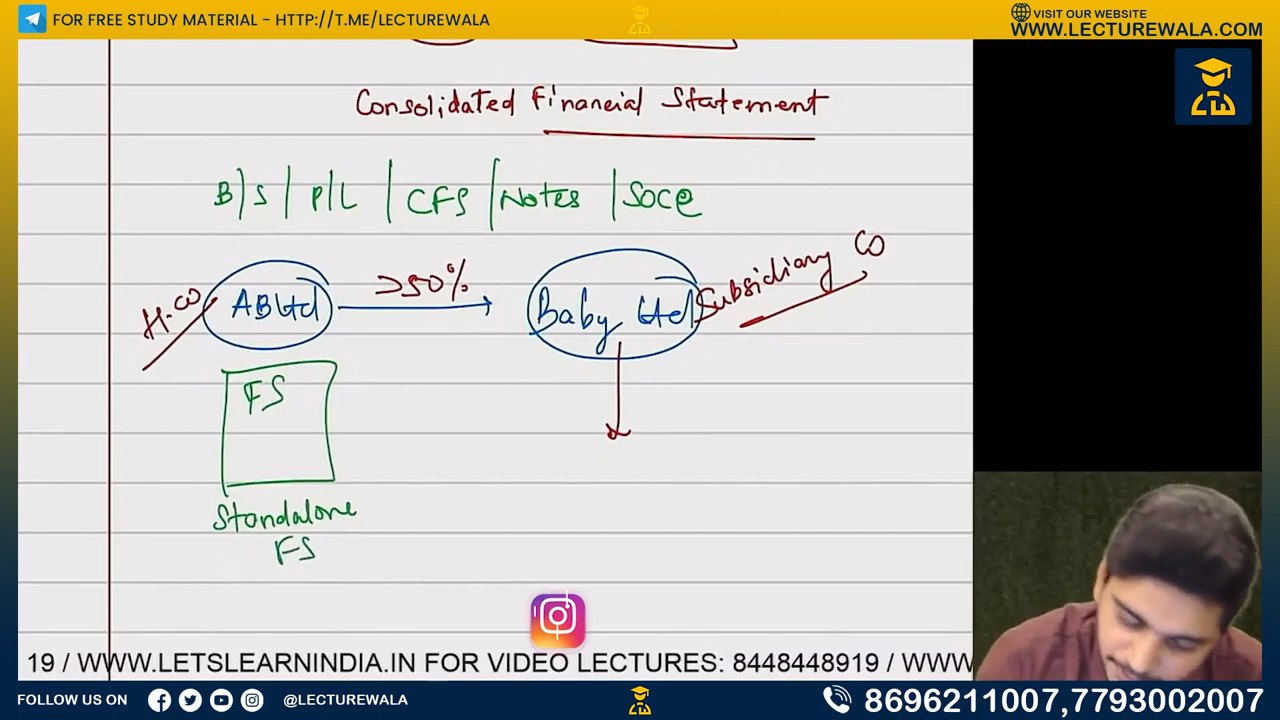 FOR FREE STUDY MATERIAL - HTTP://T.ME/LECTUREWALA
VISIT OUR WEBSITE
WWW.LECTUREWALA.COM
Consolidated Financial Statement
B/S | P/L | CFS | Notes | SOCE
H.CO AB Ltd >50% Baby Ltd Subsidiary CO
FS
Standalone
FS
19 / WWW.LETSLEARNINDIA.IN FOR VIDEO LECTURES: 8448448919 / WWW
FOLLOW US ON @LECTUREWALA 8696211007,7793002007